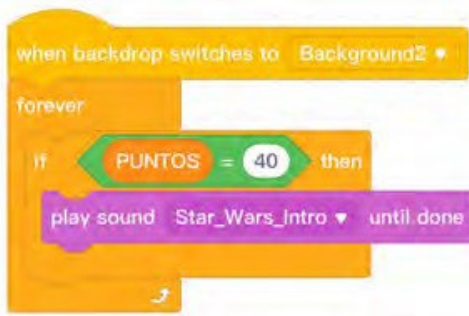 when backdrop switches to Background2
forever
if PUNTOS = 40 then
play sound Star_Wars_Intro until done